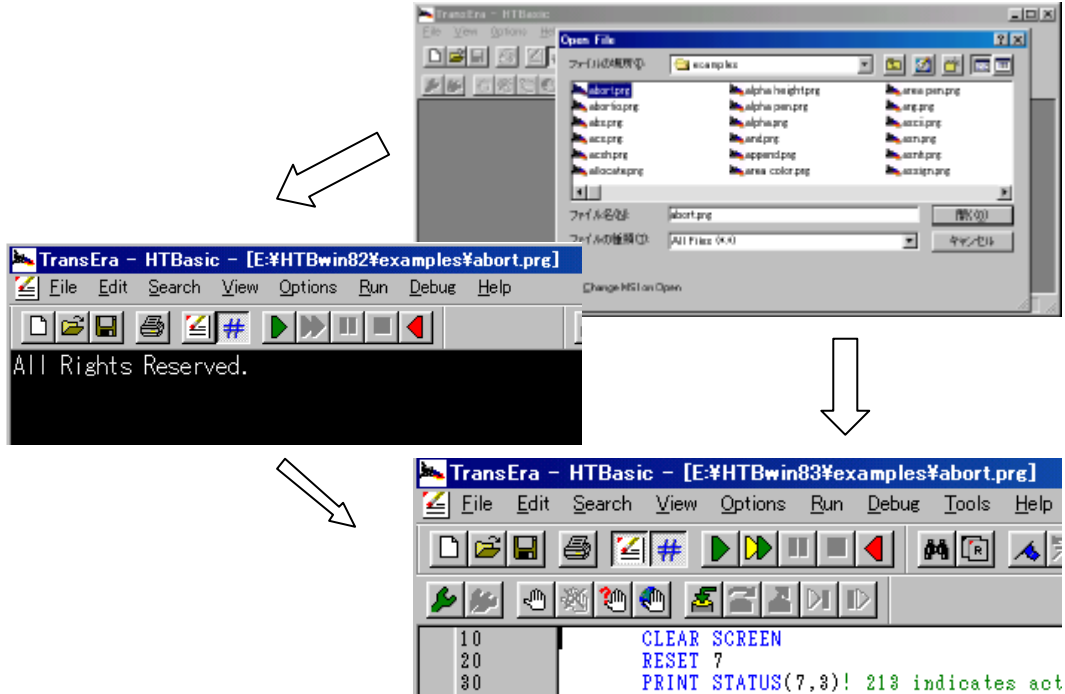 TransEra - HTBasic
File View Options Hel
Open File
ファイルの場所(I):
examples
abort.prg
alpha height.prg
area pen.prg
abortio.prg
alpha pen.prg
arg.prg
abs.prg
alpha.prg
ascii.prg
acs.prg
and.prg
asn.prg
acsh.prg
append.prg
asnh.prg
allocate.prg
area color.prg
assign.prg
ファイル名(N):
abort.prg
開く(O)
ファイルの種類(T):
All Files (*.*)
キャンセル
Change MSI on Open
TransEra - HTBasic - [E:¥HTBwin82¥examples¥abort.prg]
File Edit Search View Options Run Debug Help
All Rights Reserved.
TransEra - HTBasic - [E:¥HTBwin83¥examples¥abort.prg]
File Edit Search View Options Run Debug Tools Help
10 CLEAR SCREEN
20 RESET 7
30 PRINT STATUS(7,3)! 213 indicates act